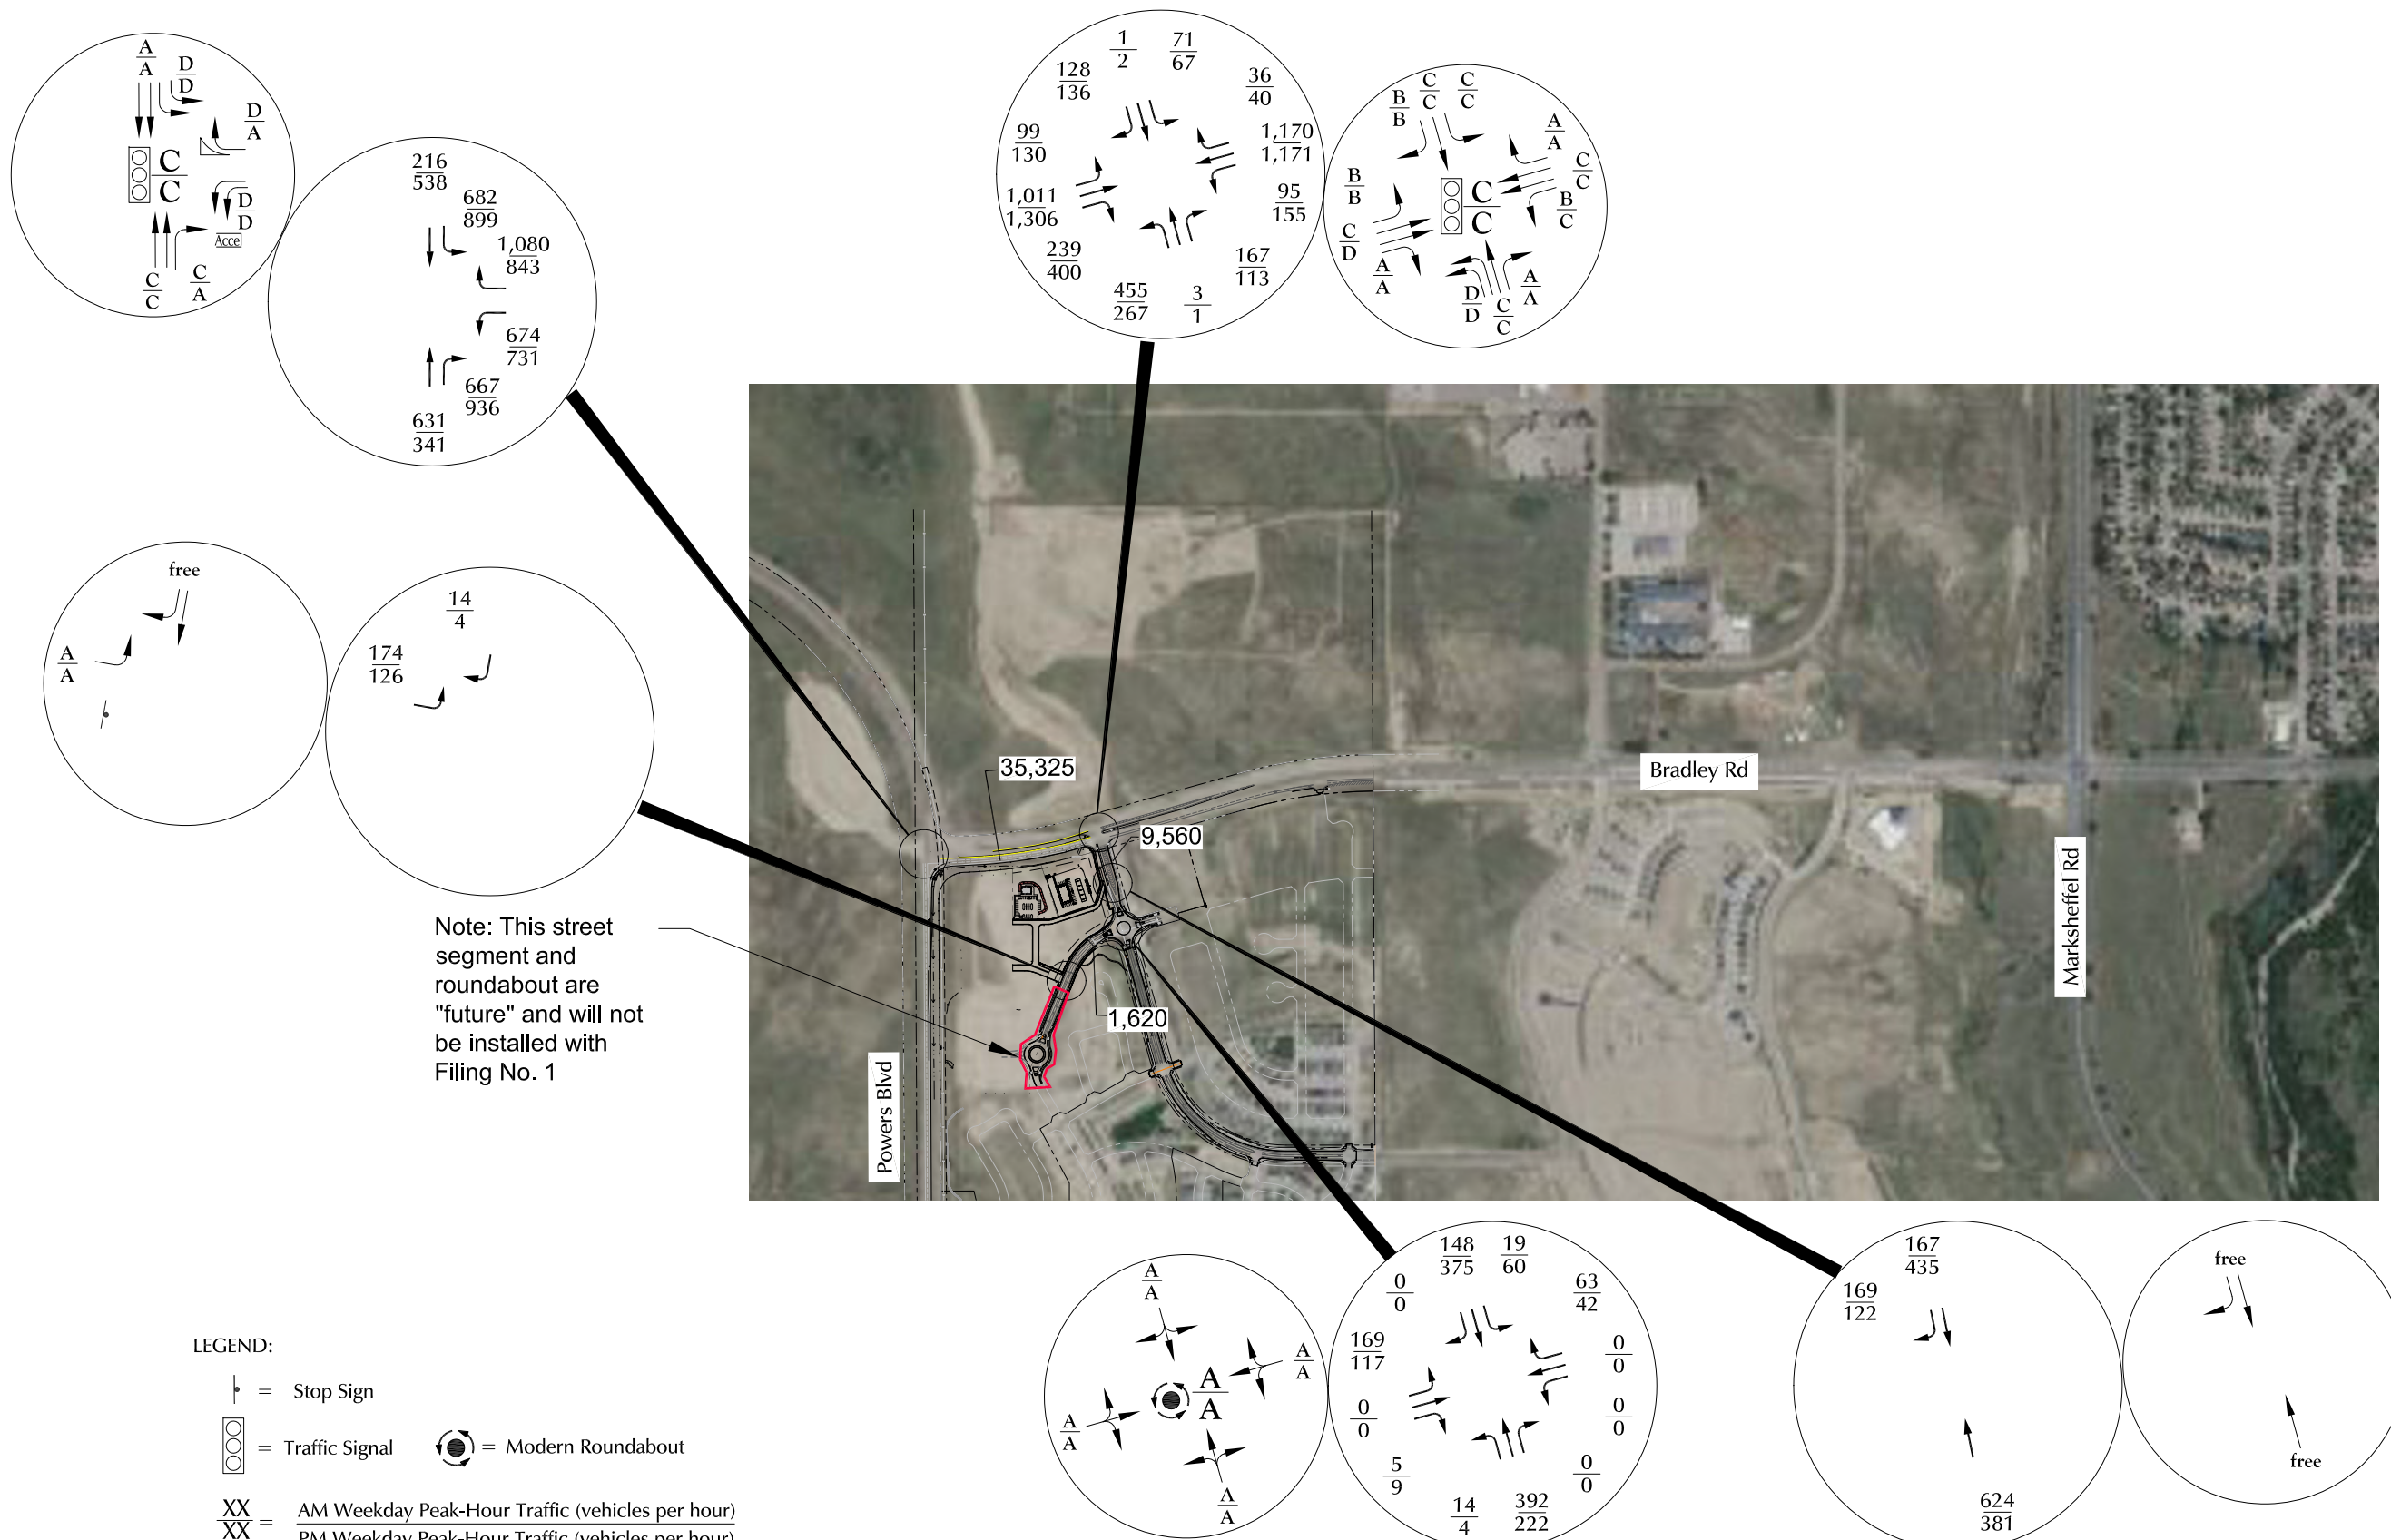 A
A
D
D
D
A
C
C
D
D
Accel
C
C
C
A
216
538
682
899
1,080
843
674
731
667
936
631
341
1
2
71
67
128
136
36
40
99
130
1,170
1,171
1,011
1,306
95
155
239
400
167
113
455
267
3
1
B
B
C
C
C
C
A
A
C
C
B
B
B
C
C
C
C
D
A
A
D
D
C
C
A
A
free
A
A
14
4
174
126
Note: This street
segment and
roundabout are
"future" and will not
be installed with
Filing No. 1
35,325
9,560
1,620
Bradley Rd
Powers Blvd
Marksheffel Rd
A
A
A
A
A
A
A
A
A
A
148
375
19
60
0
0
63
42
169
117
0
0
0
0
0
0
5
9
0
0
14
4
392
222
167
435
169
122
624
381
free
free
LEGEND:
= Stop Sign
= Traffic Signal
= Modern Roundabout
XX
XX
=
AM Weekday Peak-Hour Traffic (vehicles per hour)
PM Weekday Peak-Hour Traffic (vehicles per hour)